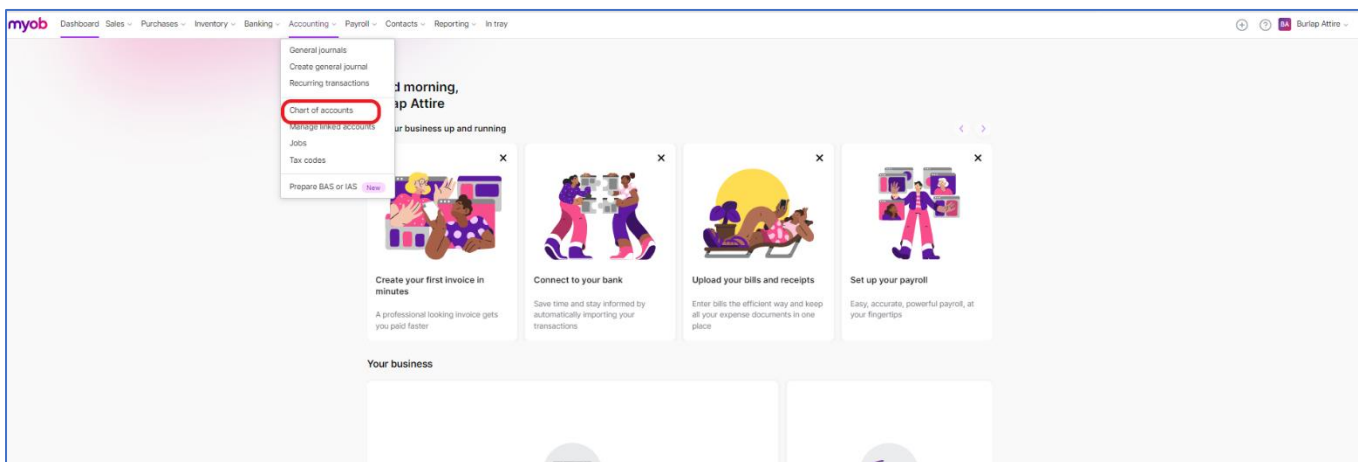 myob Dashboard Sales Purchases Inventory Banking Accounting Payroll Contacts Reporting In tray BA Burlap Attire
General journals
Create general journal
Recurring transactions
Chart of accounts
Manage linked accounts
Jobs
Tax codes
Prepare BAS or IAS New
d morning,
ap Attire
ur business up and running
Create your first invoice in
minutes
A professional looking invoice gets
you paid faster
Connect to your bank
Save time and stay informed by
automatically importing your
transactions
Upload your bills and receipts
Enter bills the efficient way and keep
all your expense documents in one
place
Set up your payroll
Easy, accurate, powerful payroll, at
your fingertips
Your business